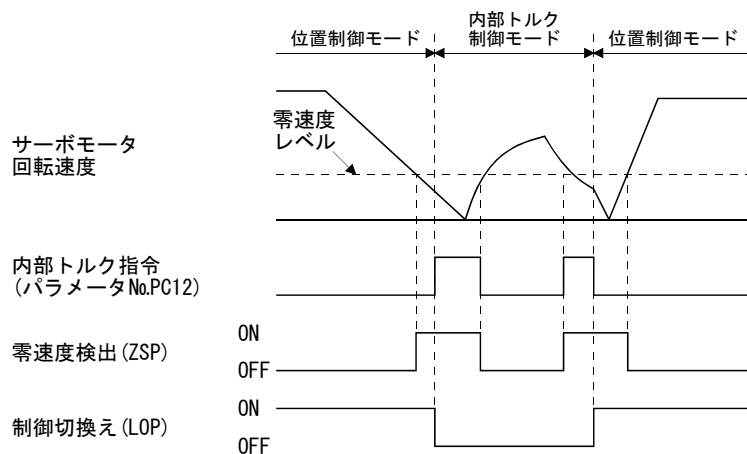 位置制御モード
内部トルク
制御モード
位置制御モード
零速度
レベル
サーボモータ
回転速度
内部トルク指令
(パラメータNo.PC12)
零速度検出(ZSP)
ON
OFF
制御切換え(LOP)
ON
OFF